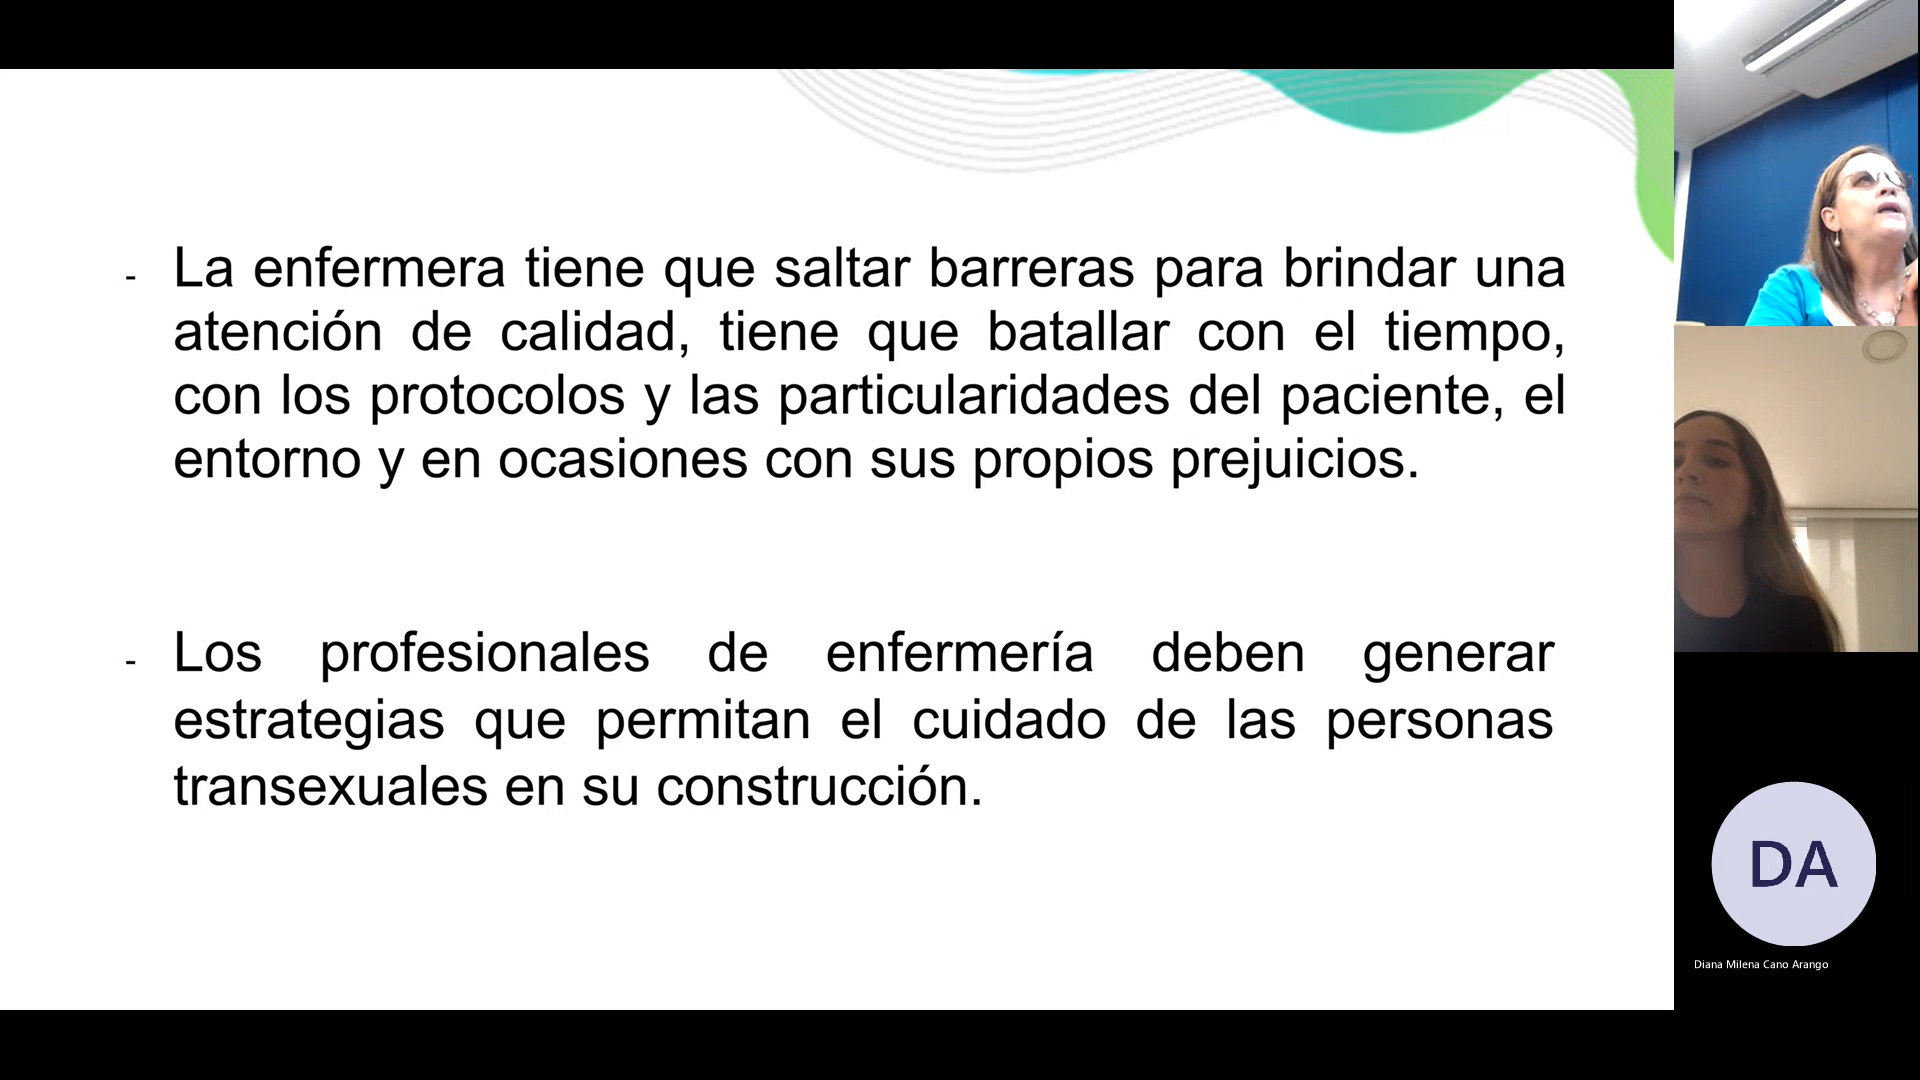 - La enfermera tiene que saltar barreras para brindar una
atención de calidad, tiene que batallar con el tiempo,
con los protocolos y las particularidades del paciente, el
entorno y en ocasiones con sus propios prejuicios.
- Los profesionales de enfermería deben generar
estrategias que permitan el cuidado de las personas
transexuales en su construcción.
DA
Diana Milena Cano Arango